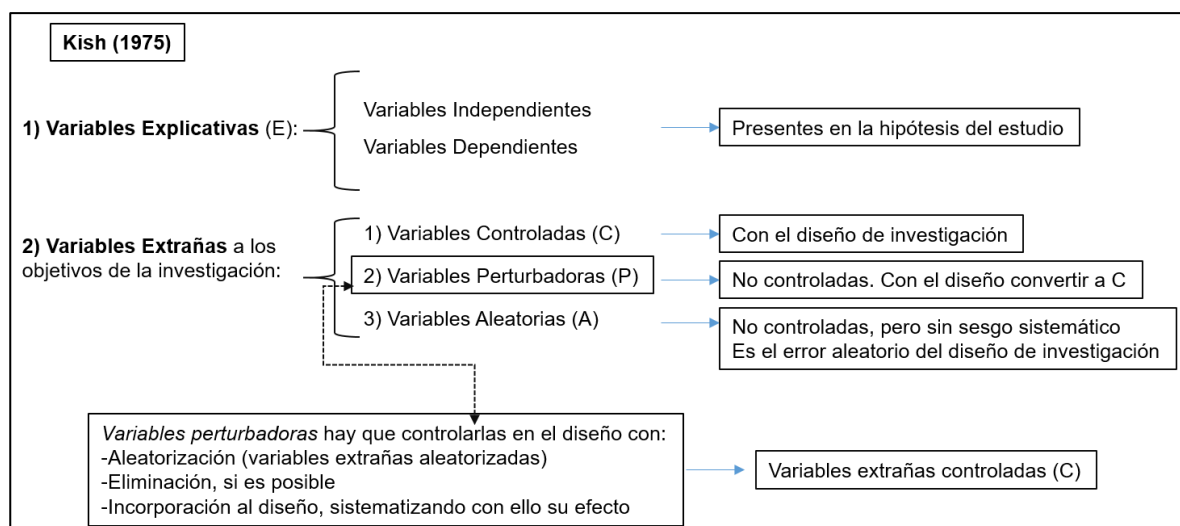 Kish (1975)
1) Variables Explicativas (E):
Variables Independientes
Variables Dependientes
Presentes en la hipótesis del estudio
2) Variables Extrañas a los
objetivos de la investigación:
1) Variables Controladas (C)
Con el diseño de investigación
2) Variables Perturbadoras (P)
No controladas. Con el diseño convertir a C
3) Variables Aleatorias (A)
No controladas, pero sin sesgo sistemático
Es el error aleatorio del diseño de investigación
Variables perturbadoras hay que controlarlas en el diseño con:
-Aleatorización (variables extrañas aleatorizadas)
-Eliminación, si es posible
-Incorporación al diseño, sistematizando con ello su efecto
Variables extrañas controladas (C)